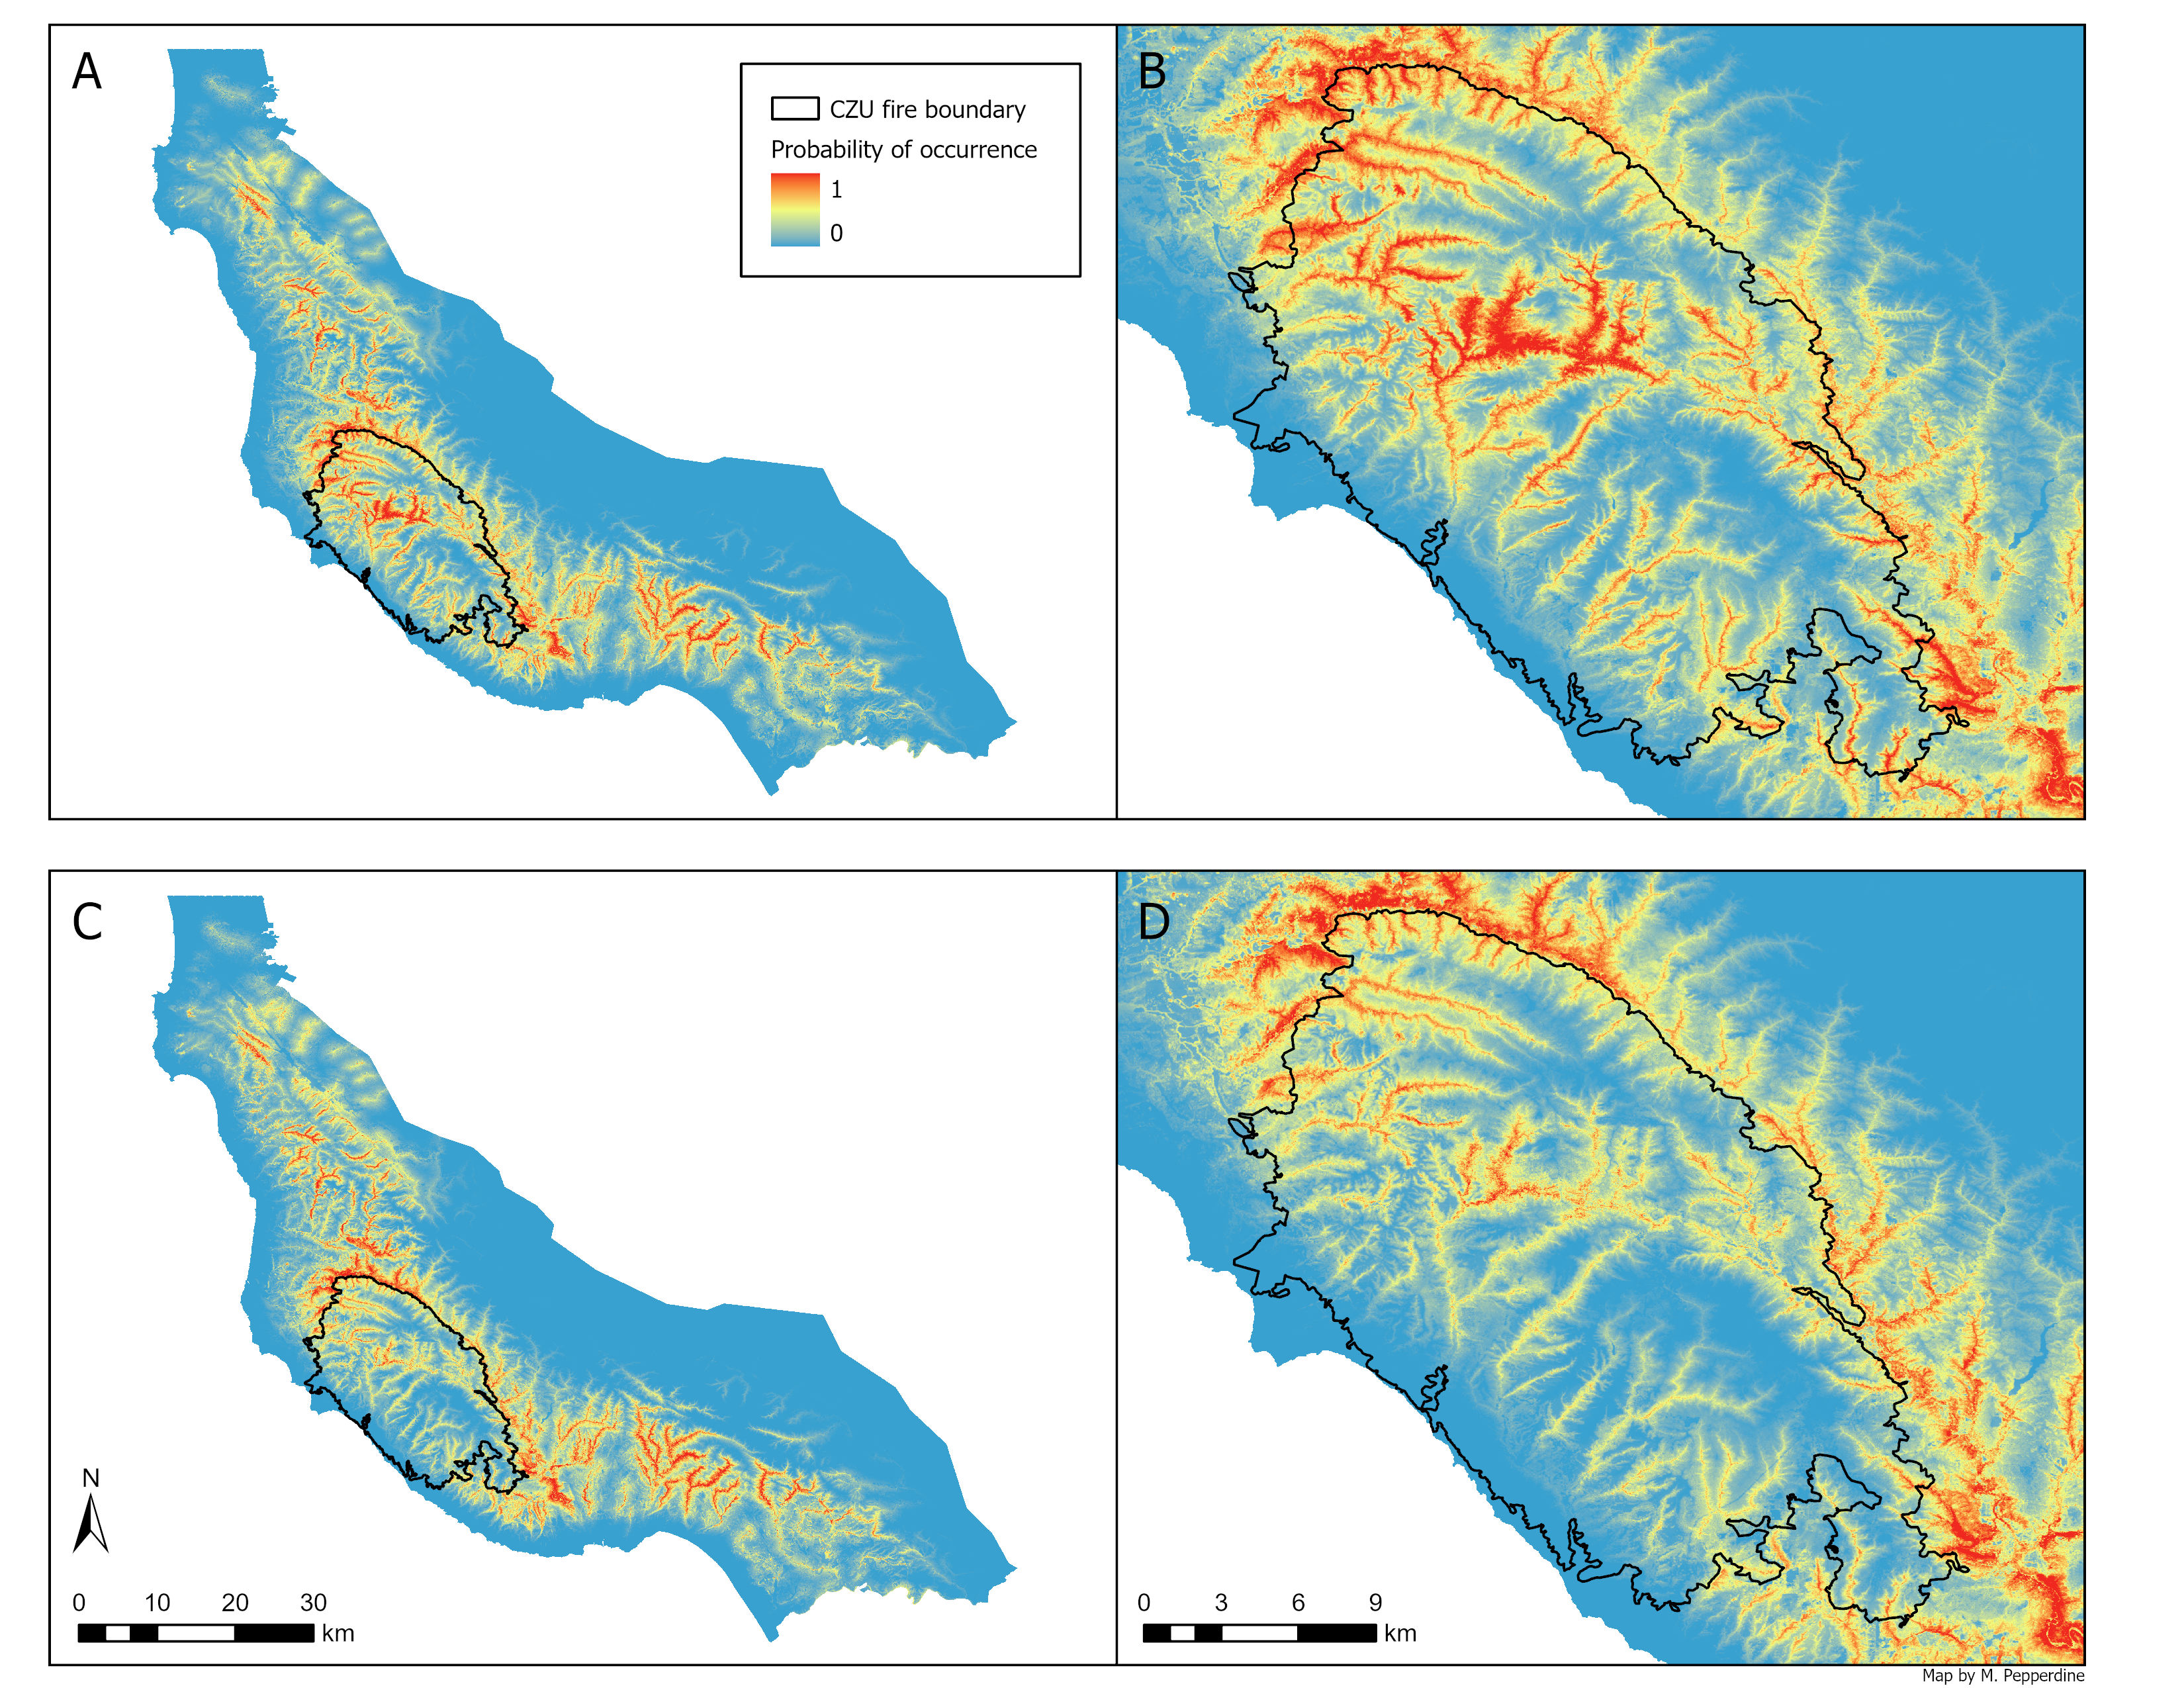 A
CZU fire boundary
Probability of occurrence
1
0
B
C
N
0 10 20 30
km
D
0 3 6 9
km
Map by M. Pepperdine